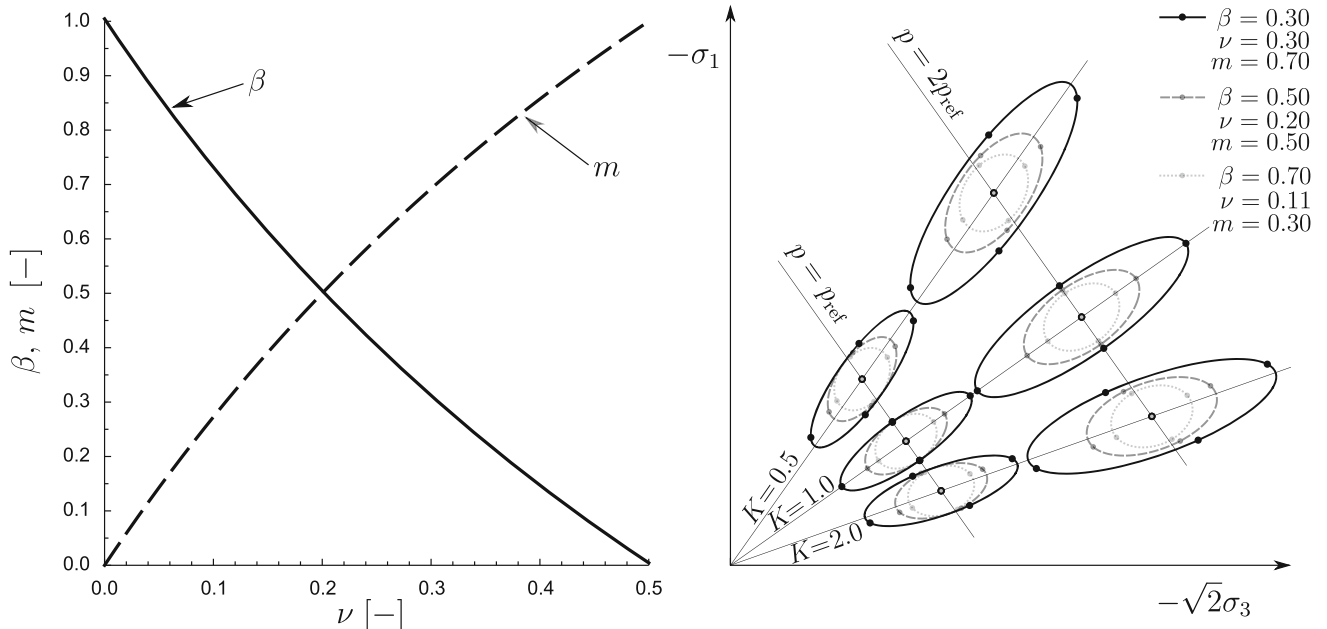 1.0
0.9
0.8
0.7
0.6
0.5
0.4
0.3
0.2
0.1
0.0
β, m [−]
0.0 0.1 0.2 0.3 0.4 0.5
ν [−]
β
m
−σ₁
−√2σ₃
p = 2p_ref
p = p_ref
K=0.5
K=1.0
K=2.0
β = 0.30
ν = 0.30
m = 0.70
β = 0.50
ν = 0.20
m = 0.50
β = 0.70
ν = 0.11
m = 0.30